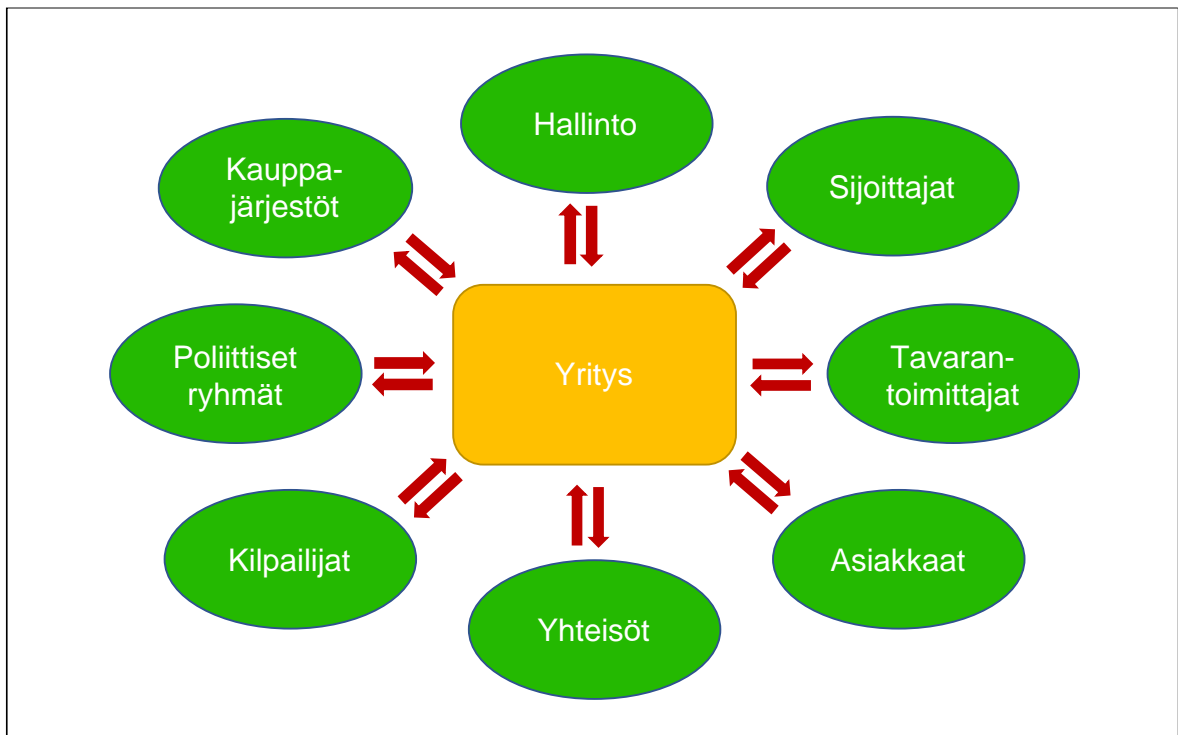 Hallinto
Kauppa-
järjestöt
Sijoittajat
Poliittiset
ryhmät
Yritys
Tavaran-
toimittajat
Kilpailijat
Asiakkaat
Yhteisöt